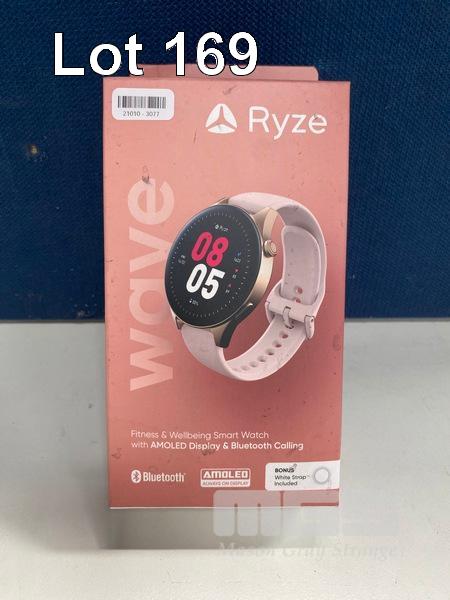 Lot 169
21010 - 3077
Ryze
wave
Ryze
08
05
Fitness & Wellbeing Smart Watch
with AMOLED Display & Bluetooth Calling
Bluetooth®
AMOLED
ALWAYS ON DISPLAY
BONUS
White Strap
Included
Mason Gray Strange